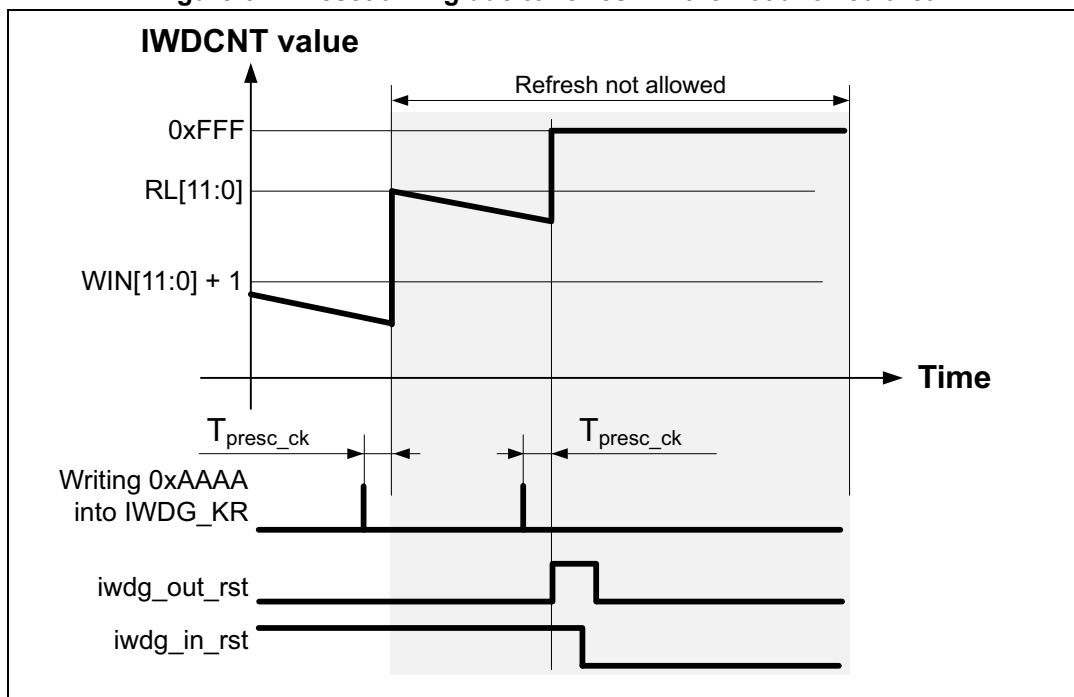 IWDCNT value
Refresh not allowed
0xFFF
RL[11:0]
WIN[11:0] + 1
Time
Tpresc_ck
Tpresc_ck
Writing 0xAAAA
into IWDG_KR
iwdg_out_rst
iwdg_in_rst